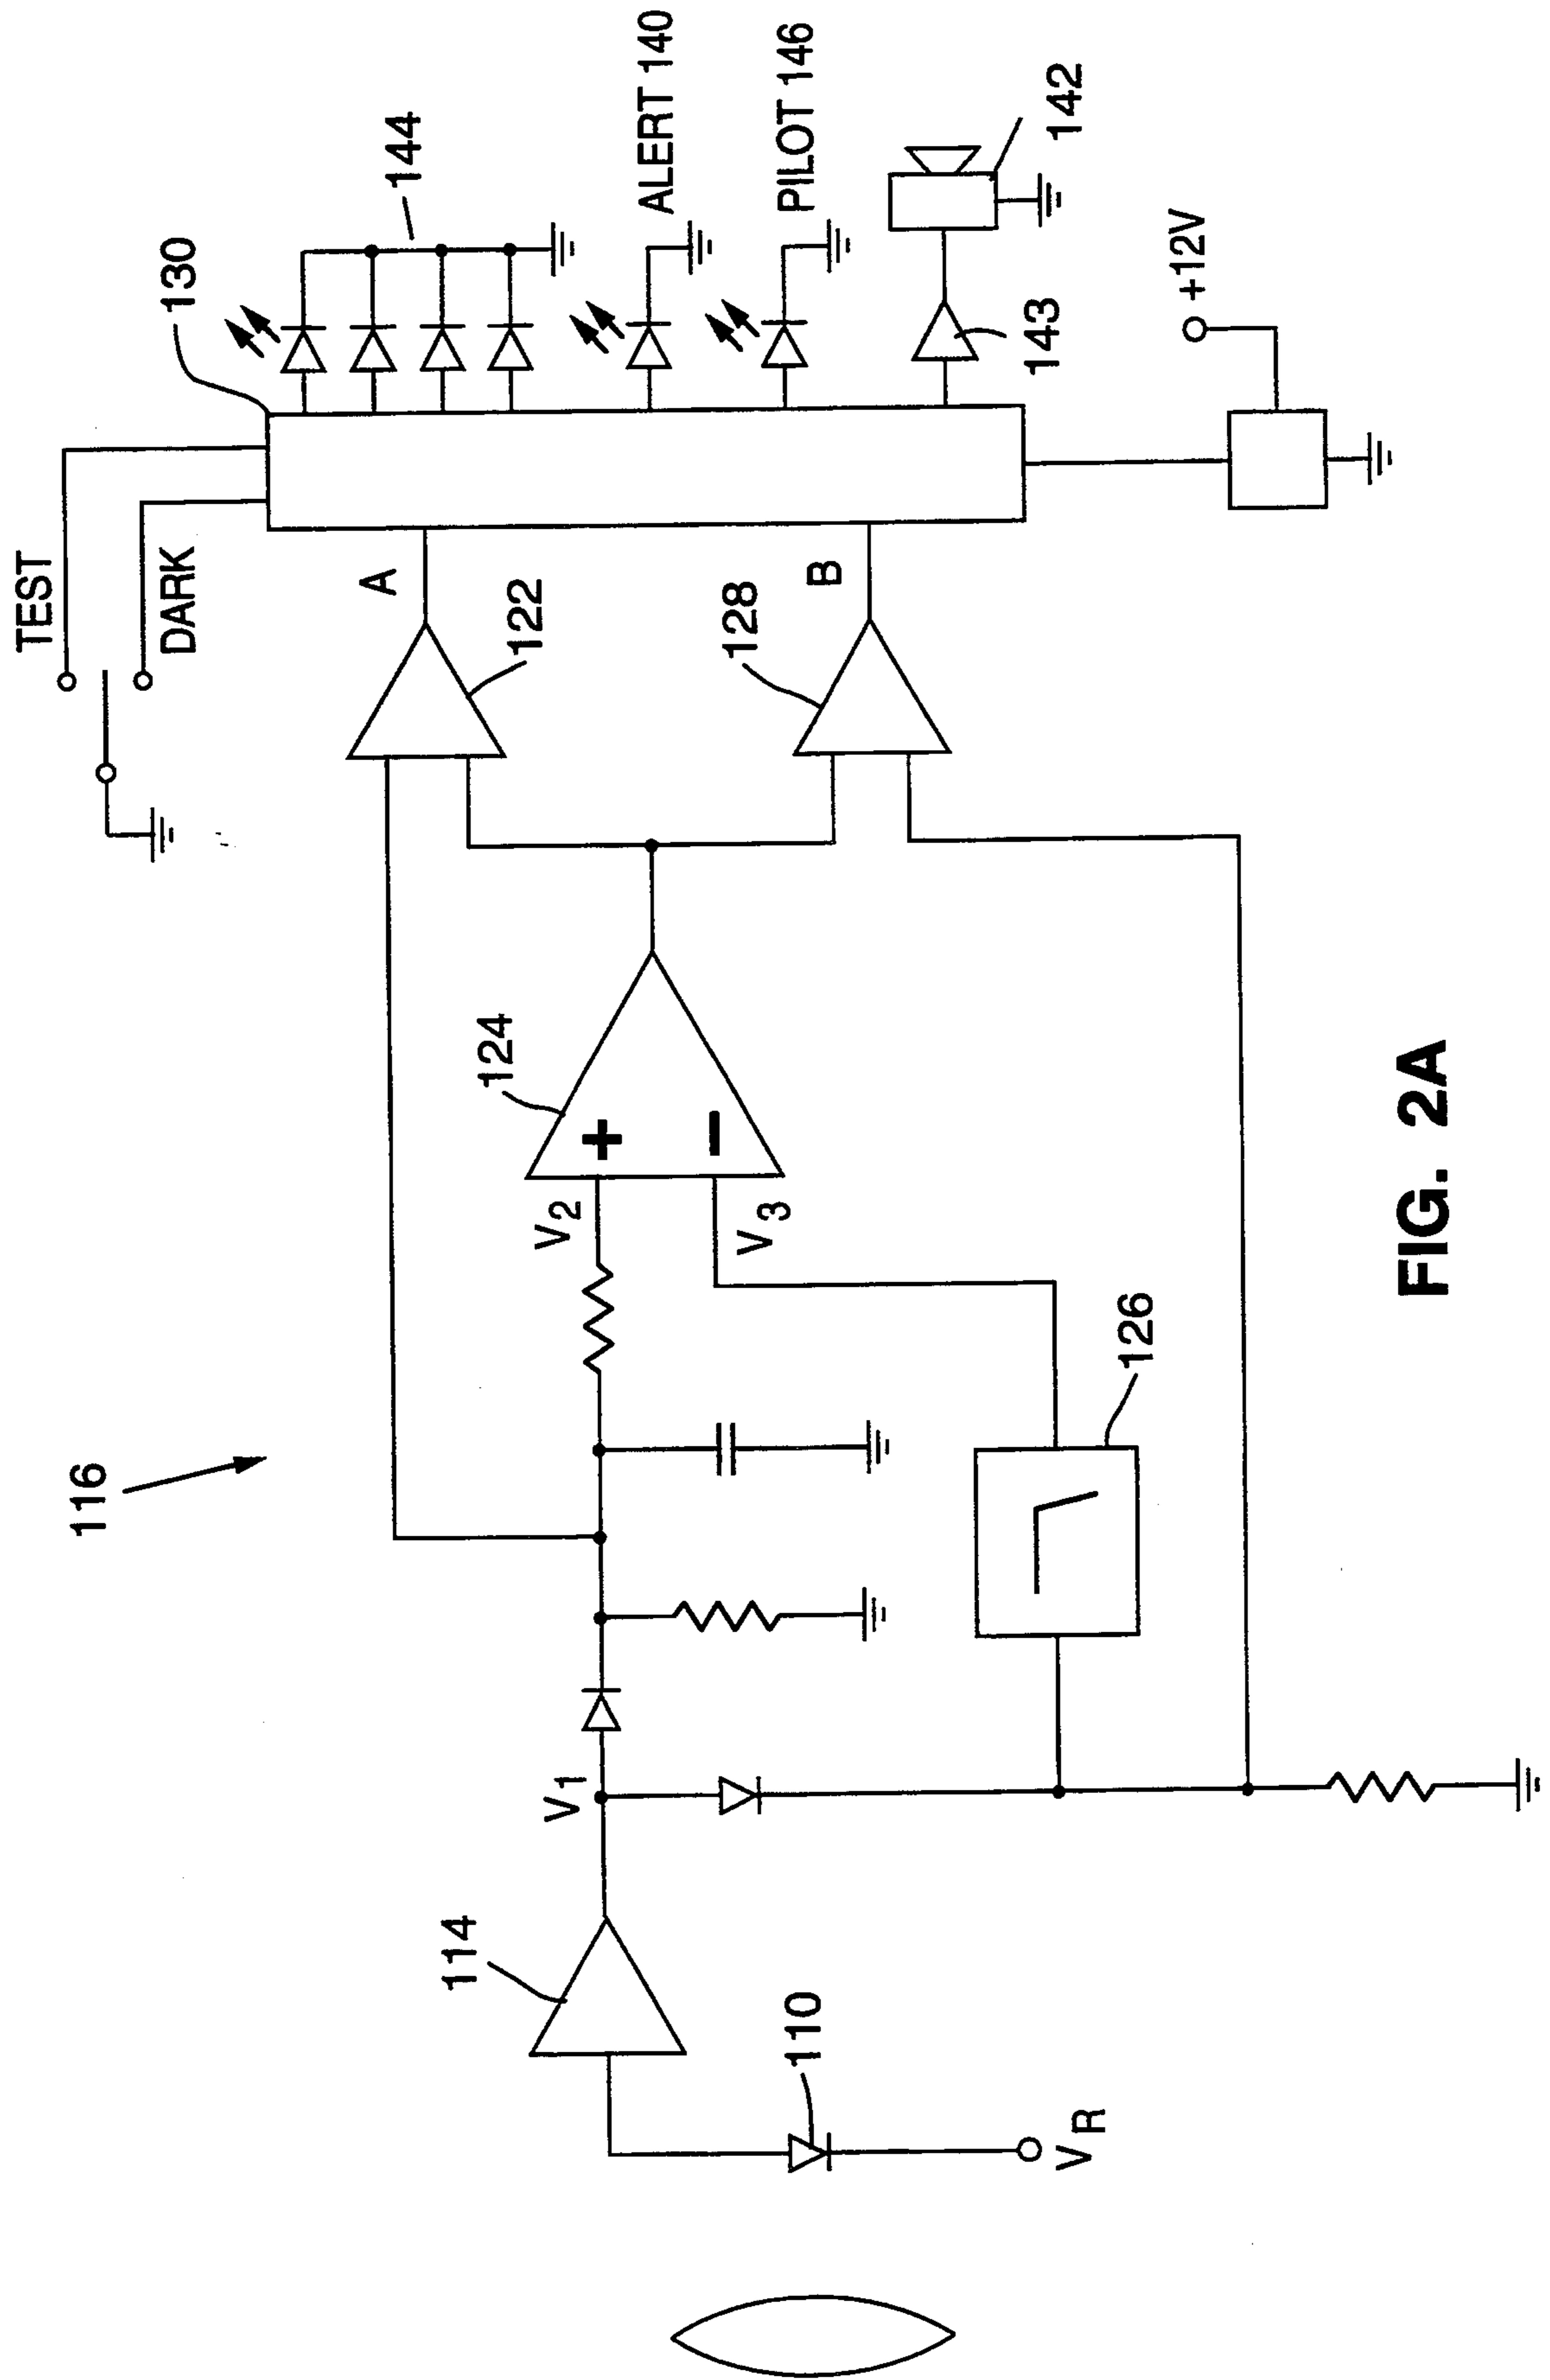 116
TEST
DARK
130
144
ALERT 140
PILOT 146
142
143
+12V
A
122
B
128
124
+
−
V2
V3
126
V1
114
110
VR
FIG. 2A